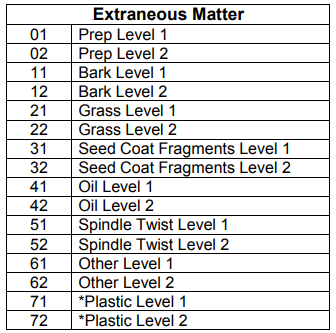 Extraneous Matter
01 Prep Level 1
02 Prep Level 2
11 Bark Level 1
12 Bark Level 2
21 Grass Level 1
22 Grass Level 2
31 Seed Coat Fragments Level 1
32 Seed Coat Fragments Level 2
41 Oil Level 1
42 Oil Level 2
51 Spindle Twist Level 1
52 Spindle Twist Level 2
61 Other Level 1
62 Other Level 2
71 *Plastic Level 1
72 *Plastic Level 2